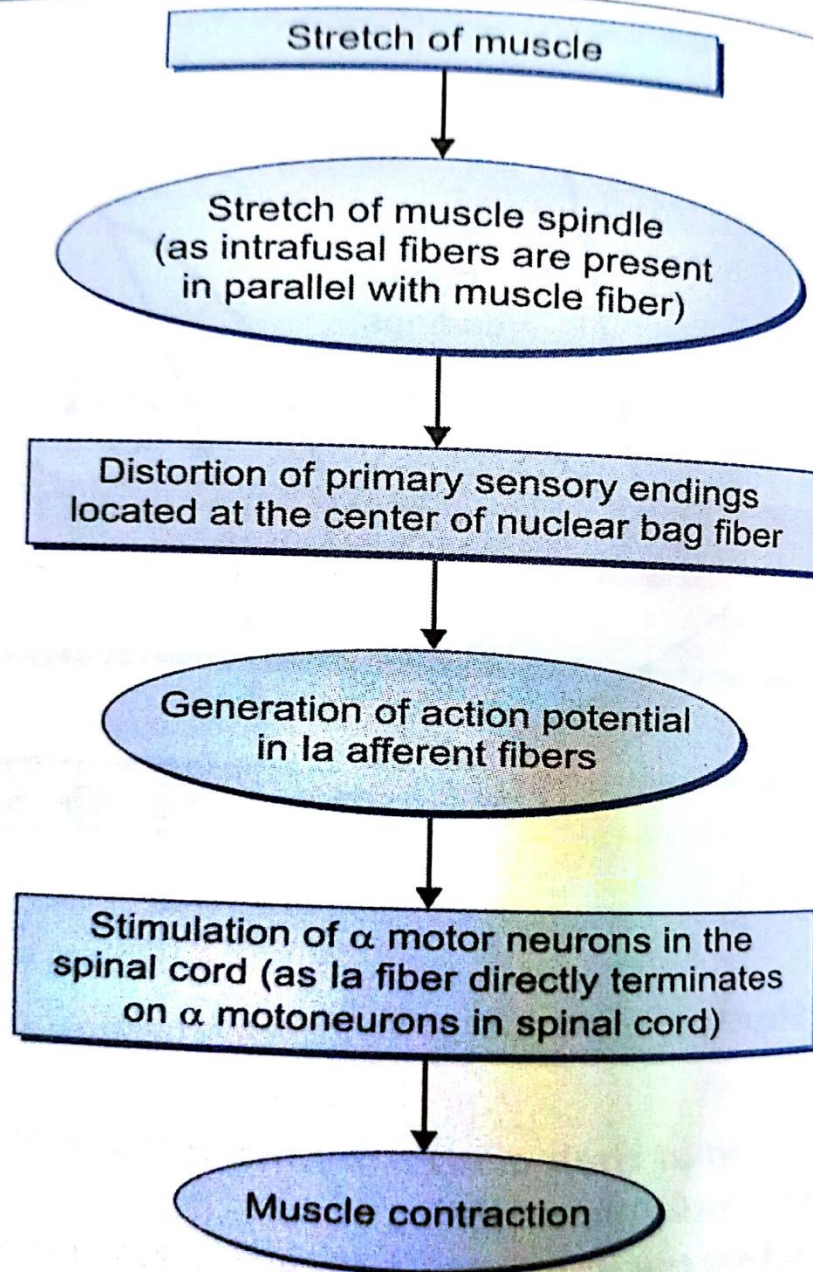 Stretch of muscle
Stretch of muscle spindle
(as intrafusal fibers are present
in parallel with muscle fiber)
Distortion of primary sensory endings
located at the center of nuclear bag fiber
Generation of action potential
in Ia afferent fibers
Stimulation of α motor neurons in the
spinal cord (as Ia fiber directly terminates
on α motoneurons in spinal cord)
Muscle contraction